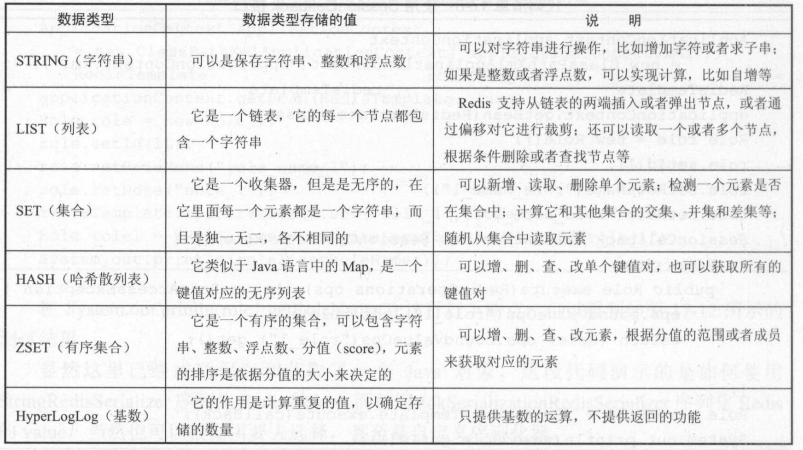 数据类型
数据类型存储的值
说 明
STRING（字符串）
可以是保存字符串、整数和浮点数
可以对字符串进行操作，比如增加字符或者求子串；
如果是整数或者浮点数，可以实现计算，比如自增等
LIST（列表）
它是一个链表，它的每一个节点都包
含一个字符串
Redis 支持从链表的两端插入或者弹出节点，或者通
过偏移对它进行裁剪；还可以读取一个或者多个节点，
根据条件删除或者查找节点等
SET（集合）
它是一个收集器，但是是无序的，在
它里面每一个元素都是一个字符串，而
且是独一无二，各不相同的
可以新增、读取、删除单个元素；检测一个元素是否
在集合中；计算它和其他集合的交集、并集和差集等；
随机从集合中读取元素
HASH（哈希散列表）
它类似于 Java 语言中的 Map，是一个
键值对应的无序列表
可以增、删、查、改单个键值对，也可以获取所有的
键值对
ZSET（有序集合）
它是一个有序的集合，可以包含字符
串、整数、浮点数、分值（score），元素
的排序是依据分值的大小来决定的
可以增、删、查、改元素，根据分值的范围或者成员
来获取对应的元素
HyperLogLog（基数）
它的作用是计算重复的值，以确定存
储的数量
只提供基数的运算，不提供返回的功能